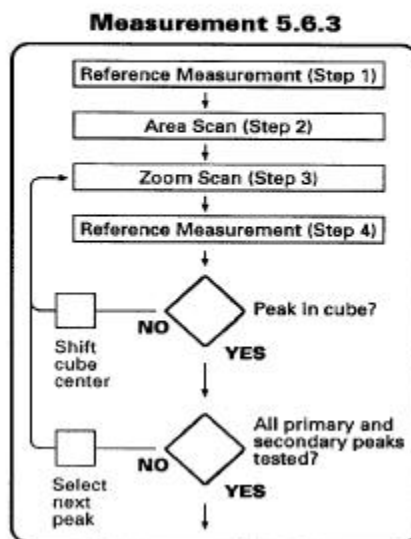 Measurement 5.6.3
Reference Measurement (Step 1)
Area Scan (Step 2)
Zoom Scan (Step 3)
Reference Measurement (Step 4)
Peak in cube?
NO
YES
Shift
cube
center
All primary and
secondary peaks
tested?
NO
YES
Select
next
peak